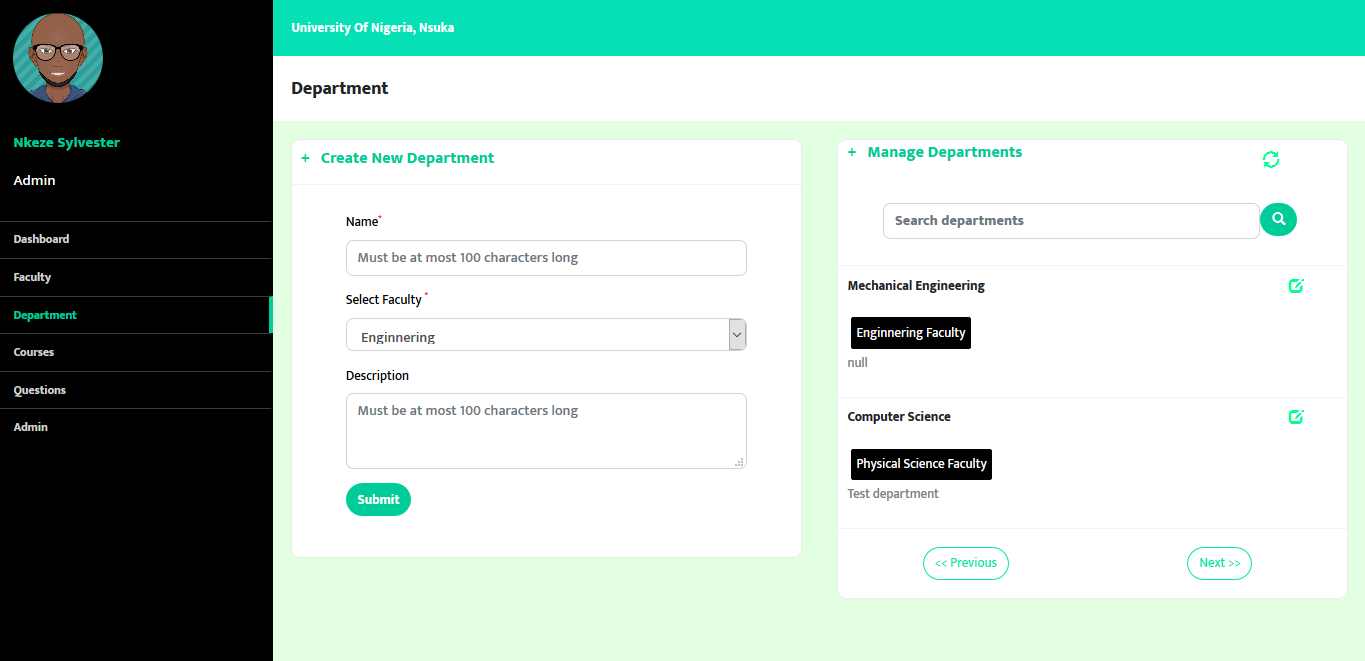 Nkeze Sylvester
Admin
Dashboard
Faculty
Department
Courses
Questions
Admin
University Of Nigeria, Nsuka
Department
+ Create New Department
Name*
Must be at most 100 characters long
Select Faculty *
Enginnering
Description
Must be at most 100 characters long
Submit
+ Manage Departments
Search departments
Mechanical Engineering
Enginnering Faculty
null
Computer Science
Physical Science Faculty
Test department
<< Previous
Next >>